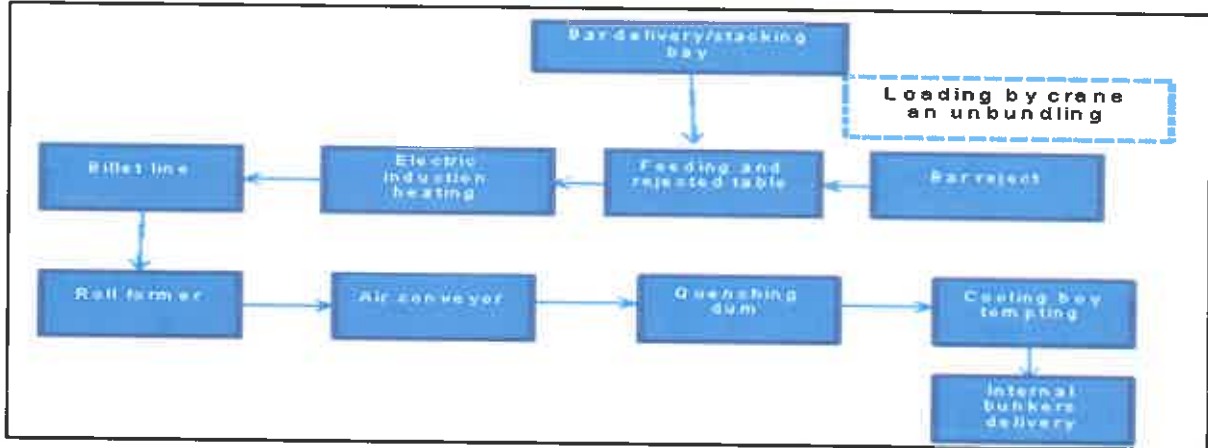 Bar delivery/stacking
bay
Loading by crane
an unbundling
Billet line
Electric
induction
heating
Feeding and
rejected table
Bar reject
Roll former
Air conveyor
Quenching
dum
Cooling boy
tempting
Internal
bunkers
delivery